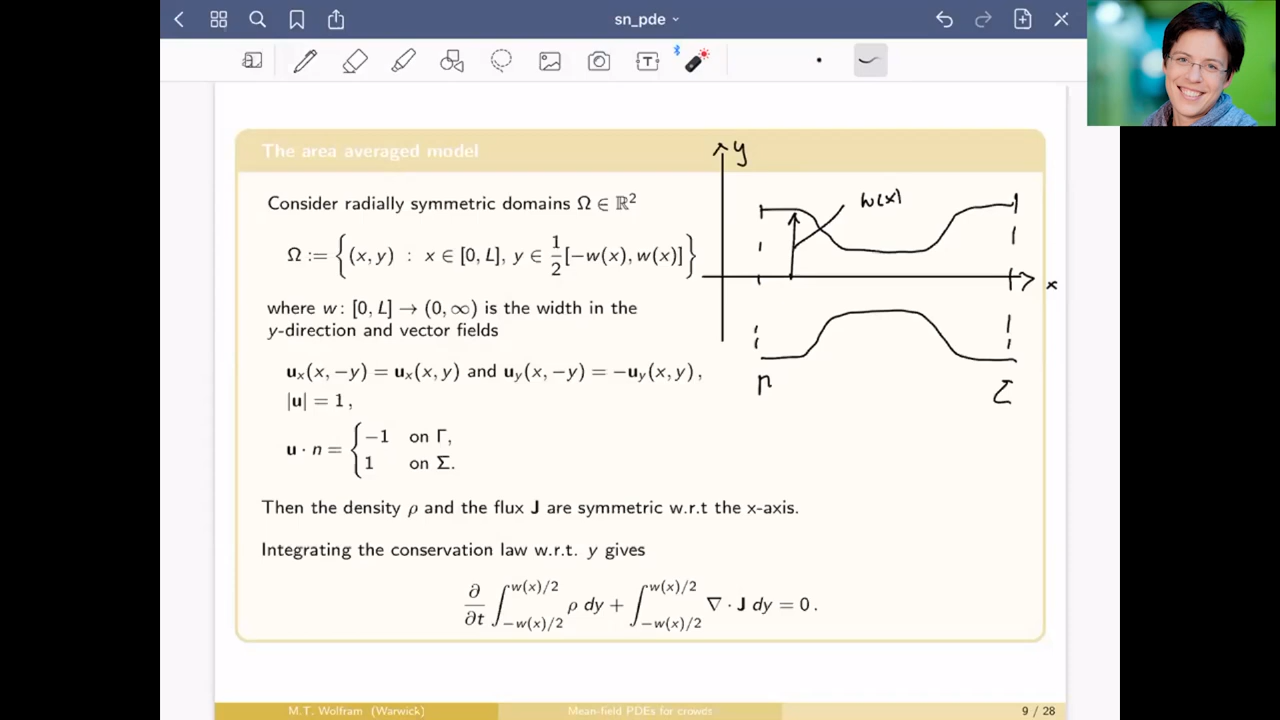 sn_pde
The area averaged model
Consider radially symmetric domains Ω ∈ ℝ²
Ω := { (x, y) : x ∈ [0, L], y ∈ 1/2 [−w(x), w(x)] }
where w: [0, L] → (0, ∞) is the width in the
y-direction and vector fields
u_x(x, −y) = u_x(x, y) and u_y(x, −y) = −u_y(x, y) ,
|u| = 1 ,
u · n = { −1 on Γ,
1 on Σ.
Then the density ρ and the flux J are symmetric w.r.t the x-axis.
Integrating the conservation law w.r.t. y gives
∂/∂t ∫_{−w(x)/2}^{w(x)/2} ρ dy + ∫_{−w(x)/2}^{w(x)/2} ∇ · J dy = 0 .
y
w(x)
x
Γ
Σ
M.T. Wolfram (Warwick)
Mean-field PDEs for crowds
9 / 28